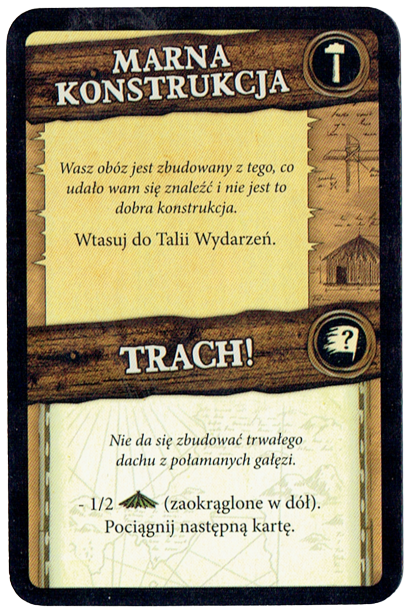 MARNA
KONSTRUKCJA
Wasz obóz jest zbudowany z tego, co
udało wam się znaleźć i nie jest to
dobra konstrukcja.
Wtasuj do Talii Wydarzeń.
?
TRACH!
Nie da się zbudować trwałego
dachu z połamanych gałęzi.
- 1/2 (zaokrąglone w dół).
Pociągnij następną kartę.